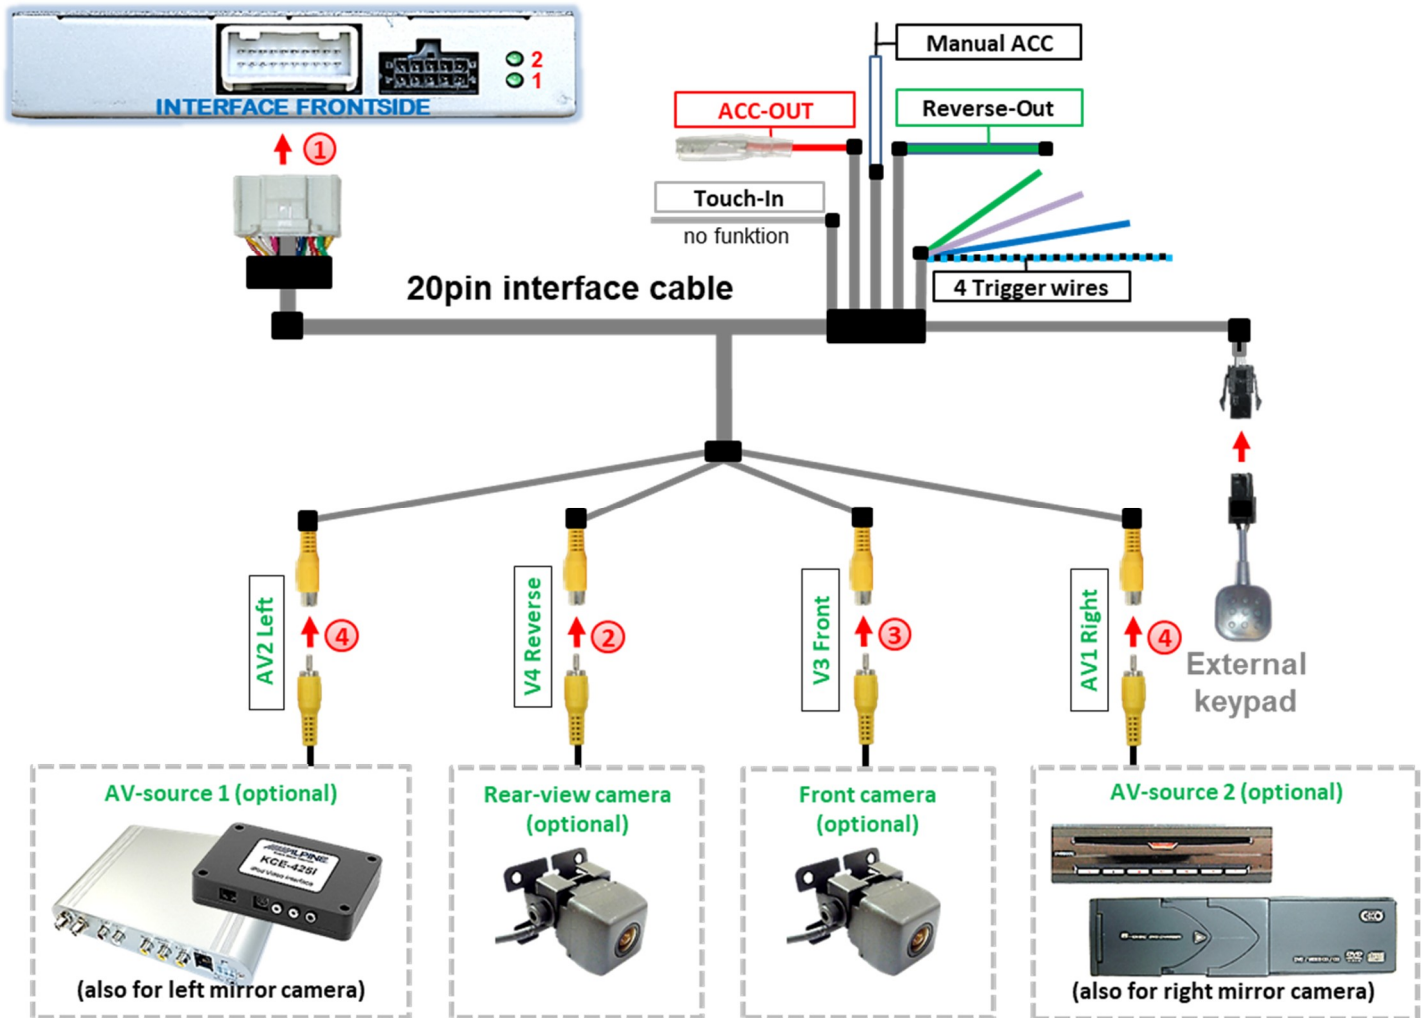 2
1
INTERFACE FRONTSIDE
1
Manual ACC
ACC-OUT
Reverse-Out
Touch-In
no funktion
4 Trigger wires
20pin interface cable
AV2 Left
4
V4 Reverse
2
V3 Front
3
AV1 Right
4
External
keypad
AV-source 1 (optional)
ALPINE
KCE-425i
iPod Video Interface
(also for left mirror camera)
Rear-view camera
(optional)
Front camera
(optional)
AV-source 2 (optional)
(also for right mirror camera)